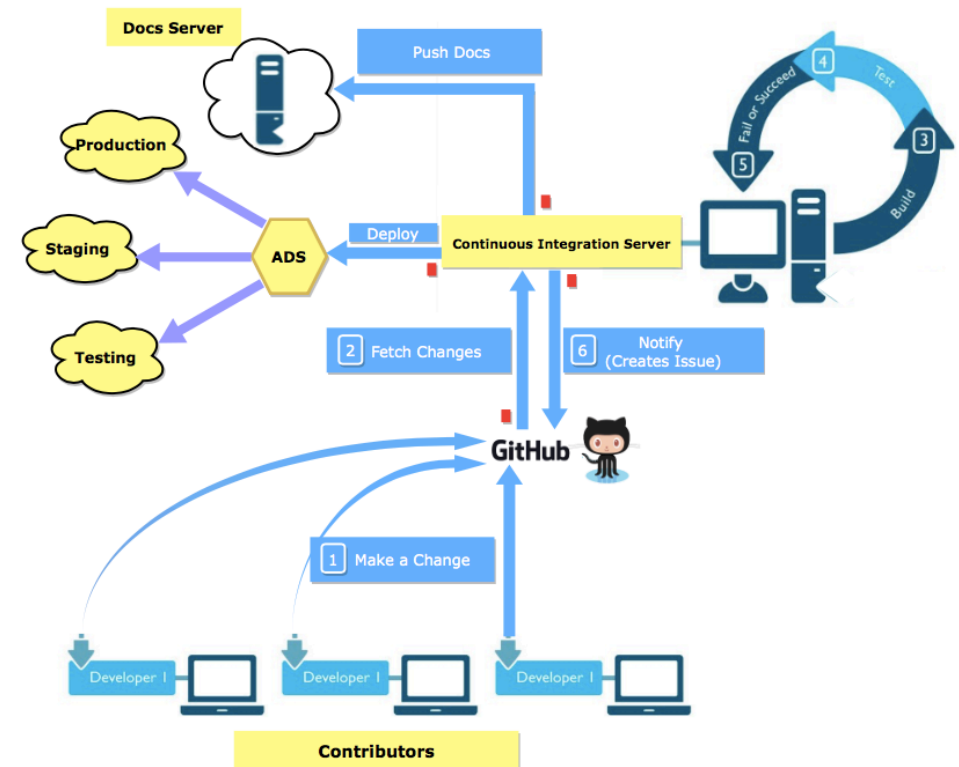 Docs Server
Push Docs
Production
Staging
Testing
ADS
Deploy
Continuous Integration Server
3
Build
4
Test
5
Fail or Succeed
2 Fetch Changes
6 Notify
(Creates Issue)
GitHub
1 Make a Change
Developer 1
Developer 1
Developer 1
Contributors